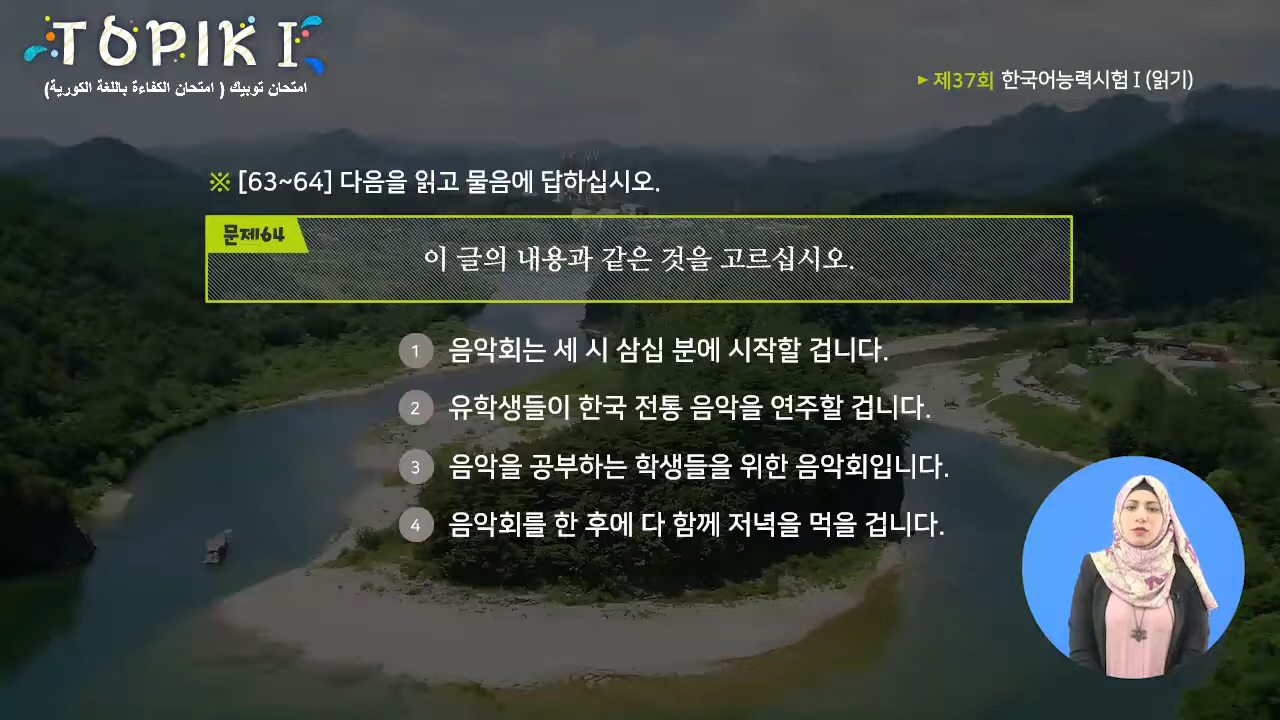 TOPIK I
امتحان توبيك ( امتحان الكفاءة باللغة الكورية)
▸ 제37회 한국어능력시험 I (읽기)
※ [63~64] 다음을 읽고 물음에 답하십시오.
문제64
이 글의 내용과 같은 것을 고르십시오.
1 음악회는 세 시 삼십 분에 시작할 겁니다.
2 유학생들이 한국 전통 음악을 연주할 겁니다.
3 음악을 공부하는 학생들을 위한 음악회입니다.
4 음악회를 한 후에 다 함께 저녁을 먹을 겁니다.